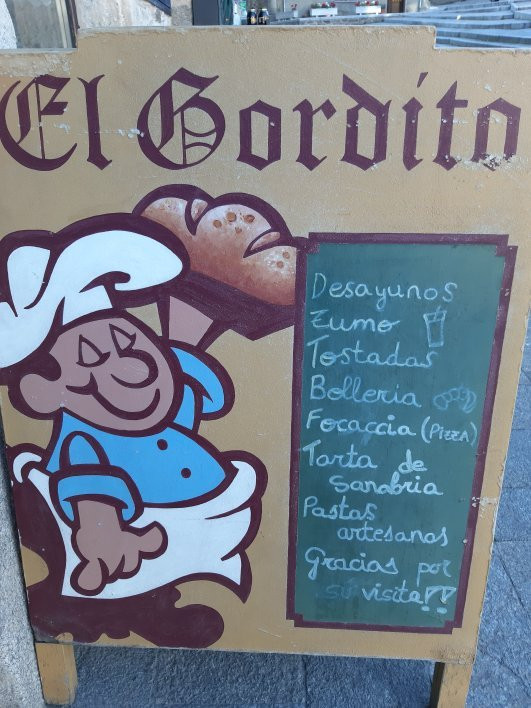 El Gordito
Desayunos
Zumo
Tostadas
Bolleria
Focaccia (PizzA)
Tarta de
Sanabria
Pastas
artesanas
Gracias por
su visita!!